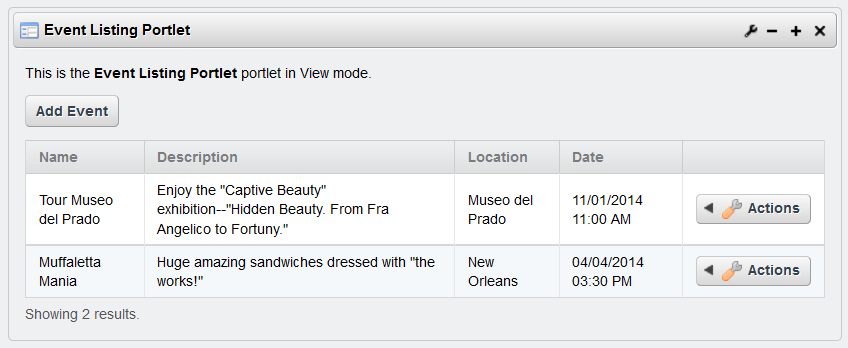 Event Listing Portlet
This is the Event Listing Portlet portlet in View mode.
Add Event
Name Description Location Date
Tour Museo
del Prado
Enjoy the "Captive Beauty"
exhibition--"Hidden Beauty. From Fra
Angelico to Fortuny."
Museo del
Prado
11/01/2014
11:00 AM
Actions
Muffaletta
Mania
Huge amazing sandwiches dressed with "the
works!"
New
Orleans
04/04/2014
03:30 PM
Actions
Showing 2 results.